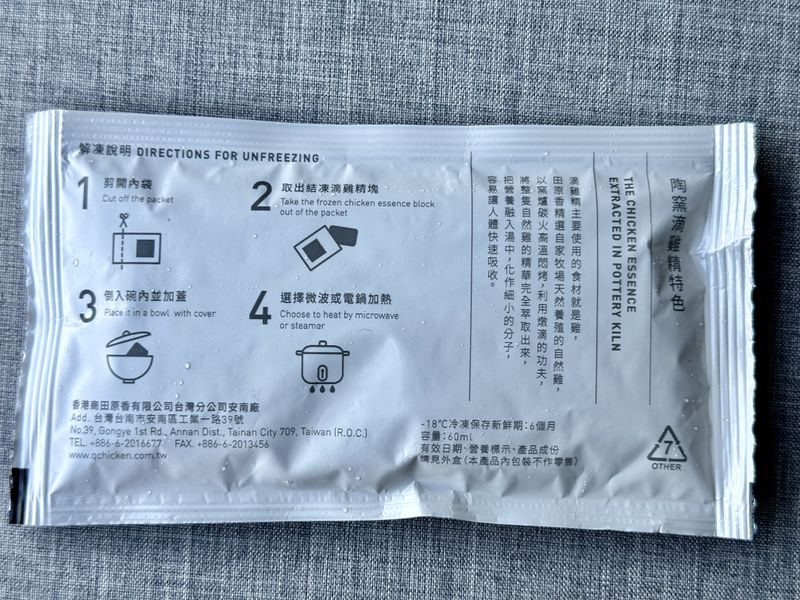 解凍說明 DIRECTIONS FOR UNFREEZING
1 剪開內袋
Cut off the packet
2 取出結凍滴雞精塊
Take the frozen chicken essence block
out of the packet
3 倒入碗內並加蓋
Place it in a bowl with cover
4 選擇微波或電鍋加熱
Choose to heat by microwave
or steamer
陶窯滴雞精特色
THE CHICKEN ESSENCE
EXTRACTED IN POTTERY KILN
滴雞精主要使用的食材就是雞，
田原香精選自家牧場天然養殖的自然雞，
以窯爐碳火高溫悶烤，利用燉滴的功夫，
將整隻自然雞的精華完全萃取出來，
把營養融入湯中，化作細小的分子，
容易讓人體快速吸收。
香港商田原香有限公司台灣分公司安南廠
Add. 台灣台南市安南區工業一路39號
No.39, Gongye 1st Rd., Annan Dist., Tainan City 709, Taiwan (R.O.C.)
TEL. +886-6-2016677 FAX. +886-6-2013456
www.qchicken.com.tw
-18°C冷凍保存新鮮期：6個月
容量：60ml
有效日期、營養標示、產品成份
請見外盒（本產品內包裝不作零售）
7
OTHER